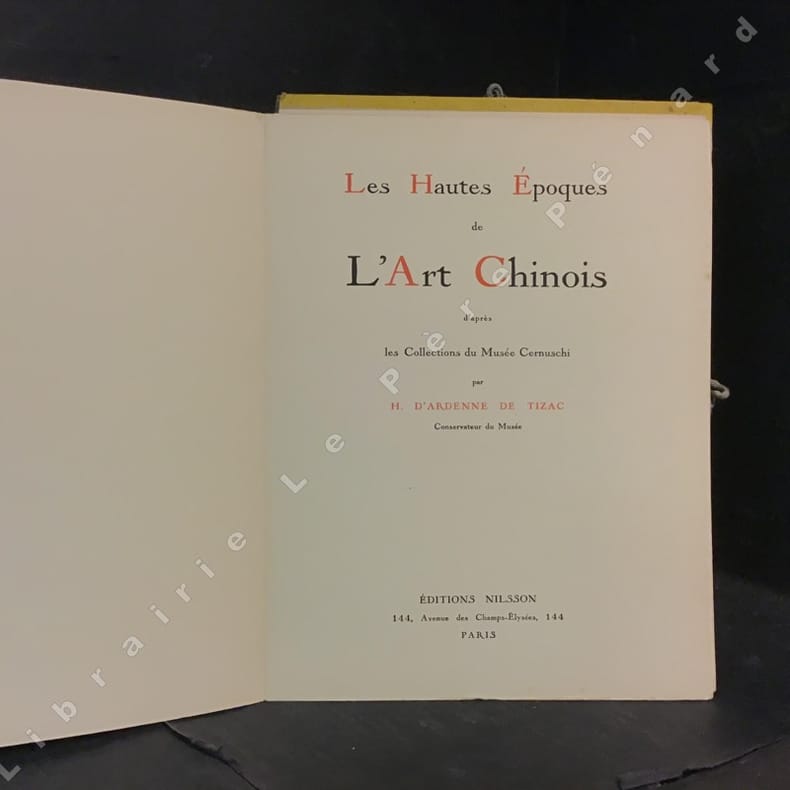 Les Hautes Époques
de
L'Art Chinois
d'après
les Collections du Musée Cernuschi
par
H. D'ARDENNE DE TIZAC
Conservateur du Musée
ÉDITIONS NILSSON
144, Avenue des Champs-Élysées, 144
PARIS
Librairie Le Père Pénard